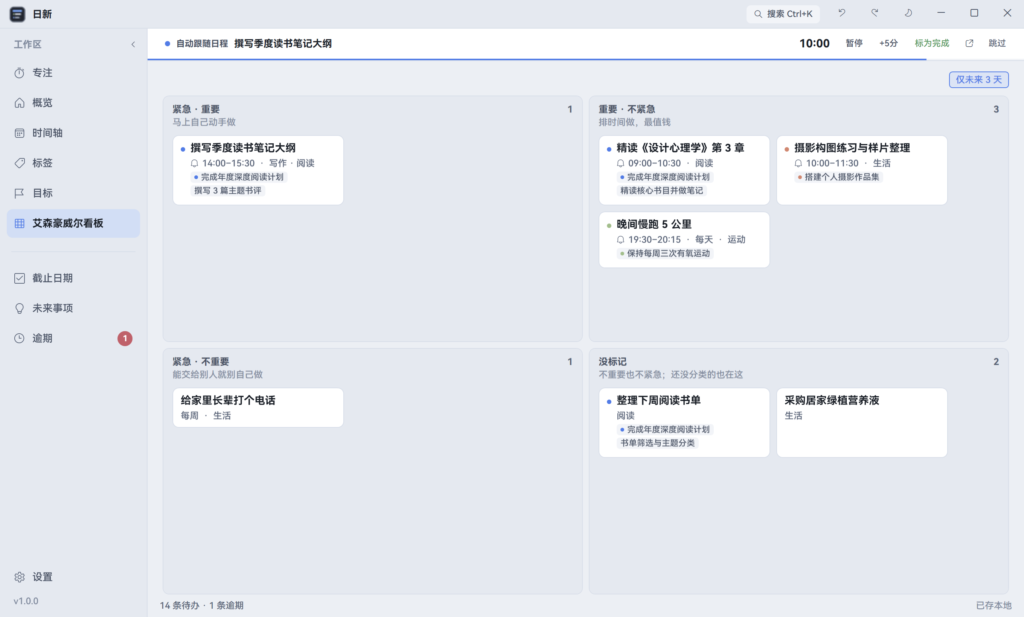 日新
搜索 Ctrl+K
工作区
专注
概览
时间轴
标签
目标
艾森豪威尔看板
截止日期
未来事项
逾期
1
设置
v1.0.0
自动跟随日程 撰写季度读书笔记大纲
10:00 暂停 +5分 标为完成 跳过
仅未来 3 天
紧急 · 重要 1
马上自己动手做
撰写季度读书笔记大纲
14:00–15:30 · 写作 · 阅读
完成年度深度阅读计划
撰写 3 篇主题书评
重要 · 不紧急 3
排时间做，最值钱
精读《设计心理学》第 3 章
09:00–10:30 · 阅读
完成年度深度阅读计划
精读核心书目并做笔记
摄影构图练习与样片整理
10:00–11:30 · 生活
搭建个人摄影作品集
晚间慢跑 5 公里
19:30–20:15 · 每天 · 运动
保持每周三次有氧运动
紧急 · 不重要 1
能交给别人就别自己做
给家里长辈打个电话
每周 · 生活
没标记 2
不重要也不紧急；还没分类的也在这
整理下周阅读书单
阅读
完成年度深度阅读计划
书单筛选与主题分类
采购居家绿植营养液
生活
14 条待办 · 1 条逾期
已存本地